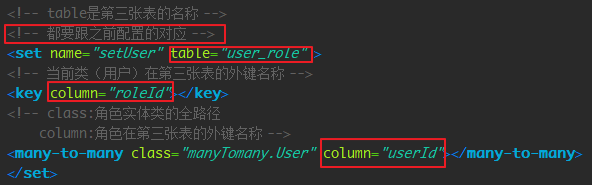 <!-- table是第三张表的名称 -->
<!-- 都要跟之前配置的对应 -->
<set name="setUser" table="user_role">
<!-- 当前类（用户）在第三张表的外键名称 -->
<key column="roleId"></key>
<!-- class:角色实体类的全路径
column:角色在第三张表的外键名称 -->
<many-to-many class="manyTomany.User" column="userId"></many-to-many>
</set>